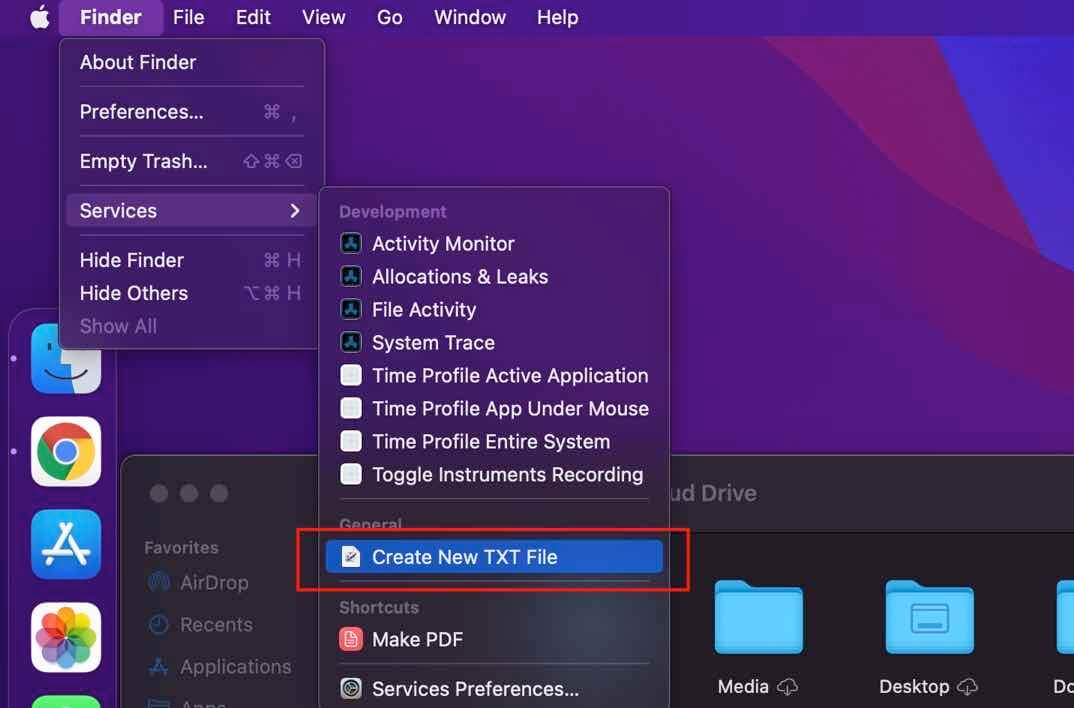 Finder File Edit View Go Window Help
About Finder
Preferences... ⌘ ,
Empty Trash... ⇧⌘⌫
Services
Hide Finder ⌘ H
Hide Others ⌥⌘ H
Show All
Development
Activity Monitor
Allocations & Leaks
File Activity
System Trace
Time Profile Active Application
Time Profile App Under Mouse
Time Profile Entire System
Toggle Instruments Recording
General
Create New TXT File
Shortcuts
Make PDF
Services Preferences...
ud Drive
Favorites
AirDrop
Recents
Applications
Apps
Media
Desktop
Do